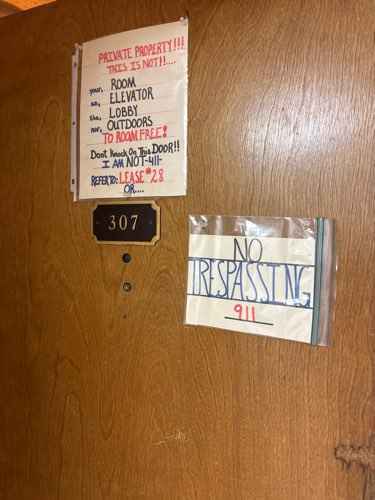 PRIVATE PROPERTY!!!
THIS IS NOT!!....
your, ROOM
an, ELEVATOR
the, LOBBY
nor, OUTDOORS
TO ROOM FREE!
Don't Knock On This DOOR!!
I AM NOT-411-
REFER TO: LEASE #28
OR....
307
NO
TRESPASSING
911